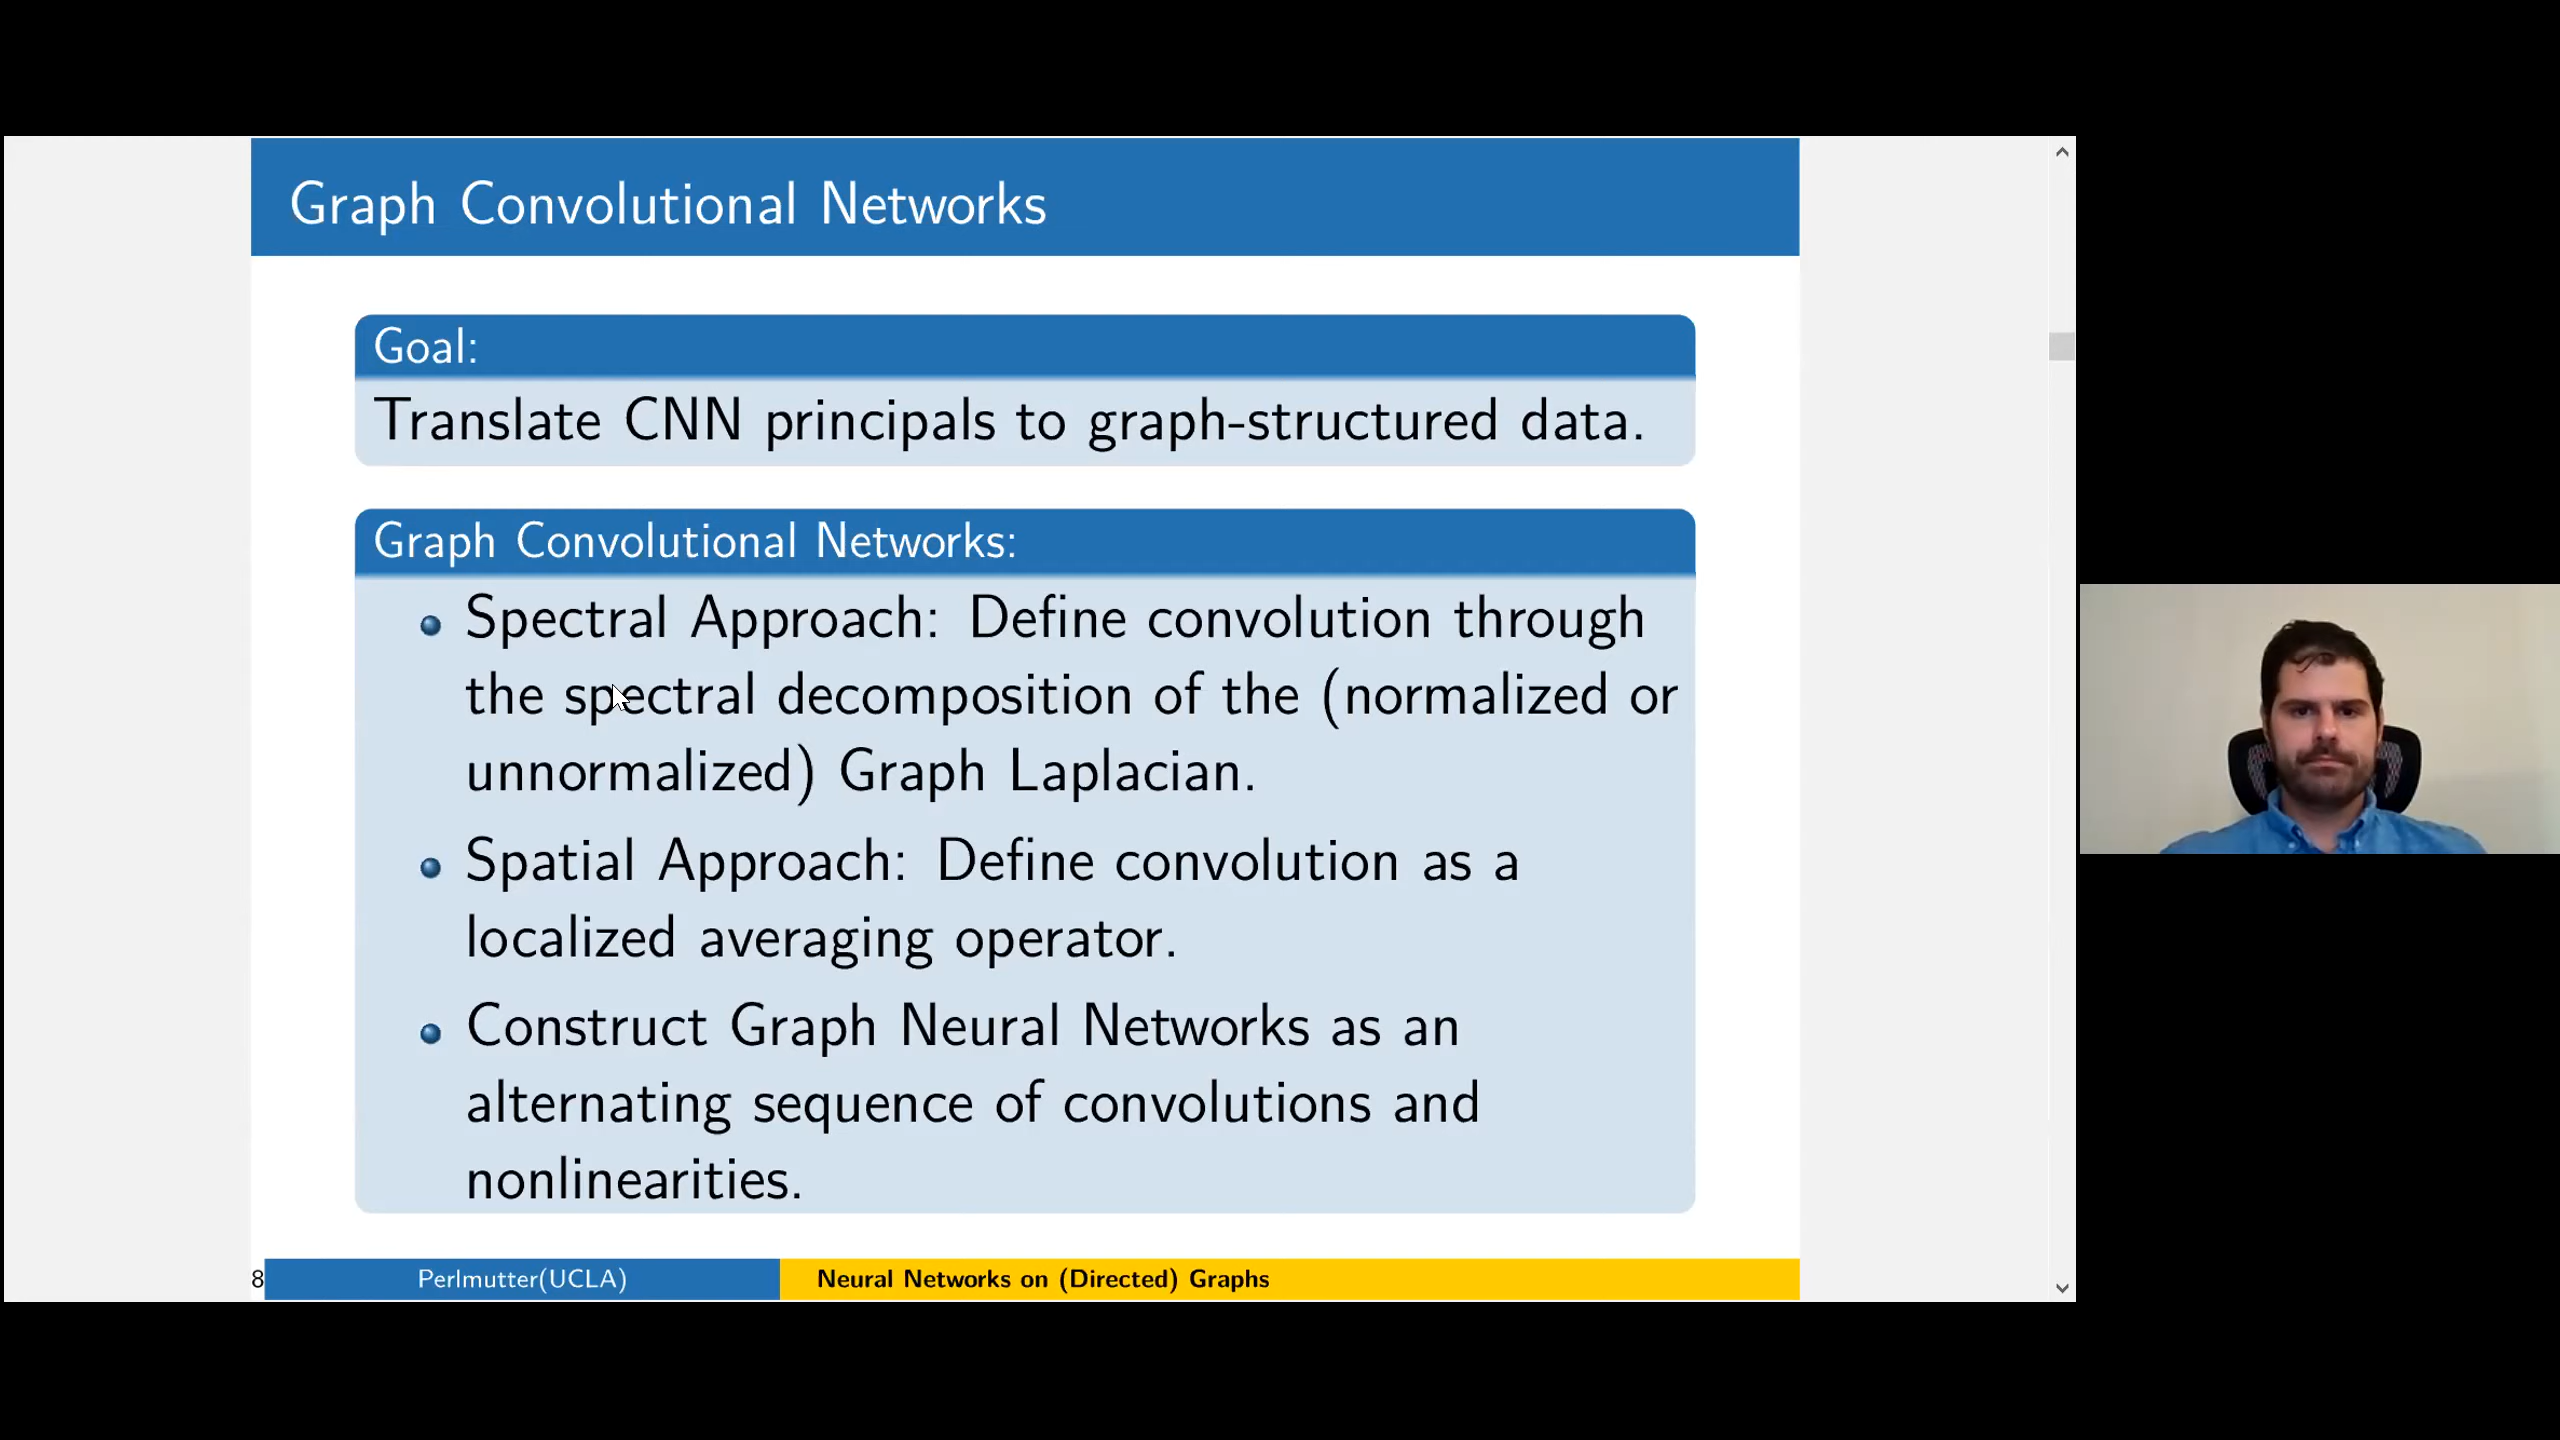 Graph Convolutional Networks
Goal:
Translate CNN principals to graph-structured data.
Graph Convolutional Networks:
Spectral Approach: Define convolution through
the spectral decomposition of the (normalized or
unnormalized) Graph Laplacian.
Spatial Approach: Define convolution as a
localized averaging operator.
Construct Graph Neural Networks as an
alternating sequence of convolutions and
nonlinearities.
8 Perlmutter(UCLA) Neural Networks on (Directed) Graphs